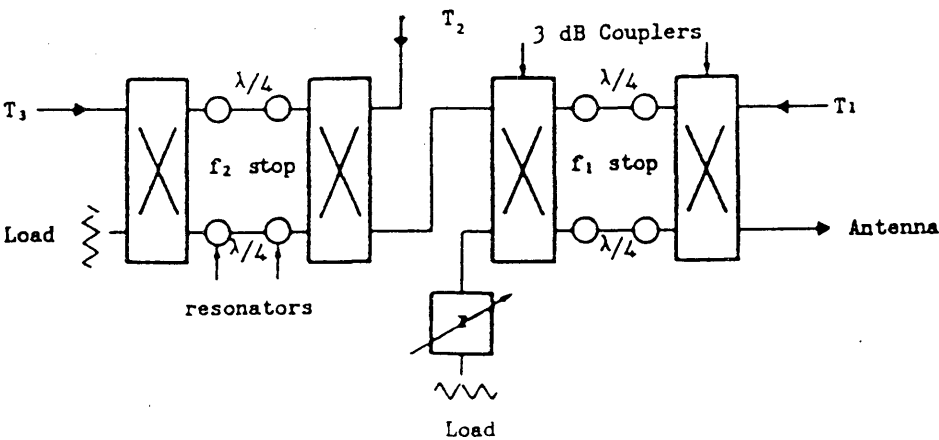 T₂
3 dB Couplers
λ/4
λ/4
T₃
T₁
f₂ stop
f₁ stop
Load
λ/4
λ/4
Antenna
resonators
Load